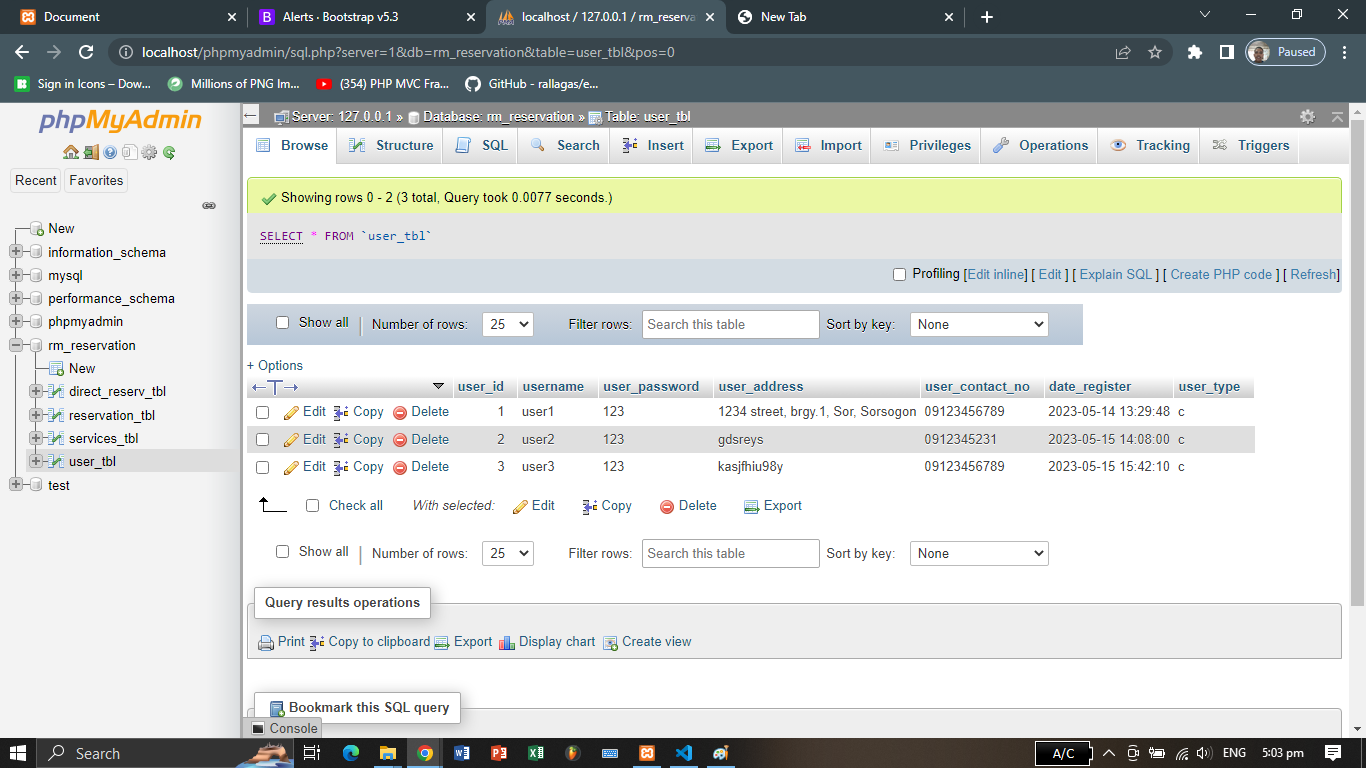 Document
Alerts · Bootstrap v5.3
localhost / 127.0.0.1 / rm_reserva
New Tab
localhost/phpmyadmin/sql.php?server=1&db=rm_reservation&table=user_tbl&pos=0
Paused
Sign in Icons – Dow...
Millions of PNG Im...
(354) PHP MVC Fra...
GitHub - rallagas/e...
phpMyAdmin
Recent
Favorites
New
information_schema
mysql
performance_schema
phpmyadmin
rm_reservation
New
direct_reserv_tbl
reservation_tbl
services_tbl
user_tbl
test
Server: 127.0.0.1 » Database: rm_reservation » Table: user_tbl
Browse Structure SQL Search Insert Export Import Privileges Operations Tracking Triggers
Showing rows 0 - 2 (3 total, Query took 0.0077 seconds.)
SELECT * FROM `user_tbl`
Profiling [Edit inline] [ Edit ] [ Explain SQL ] [ Create PHP code ] [ Refresh]
Show all Number of rows: 25 Filter rows: Search this table Sort by key: None
+ Options
←T→ user_id username user_password user_address user_contact_no date_register user_type
Edit Copy Delete 1 user1 123 1234 street, brgy.1, Sor, Sorsogon 09123456789 2023-05-14 13:29:48 c
Edit Copy Delete 2 user2 123 gdsreys 0912345231 2023-05-15 14:08:00 c
Edit Copy Delete 3 user3 123 kasjfhiu98y 09123456789 2023-05-15 15:42:10 c
Check all With selected: Edit Copy Delete Export
Show all Number of rows: 25 Filter rows: Search this table Sort by key: None
Query results operations
Print Copy to clipboard Export Display chart Create view
Bookmark this SQL query
Console
Search
A/C
ENG
5:03 pm